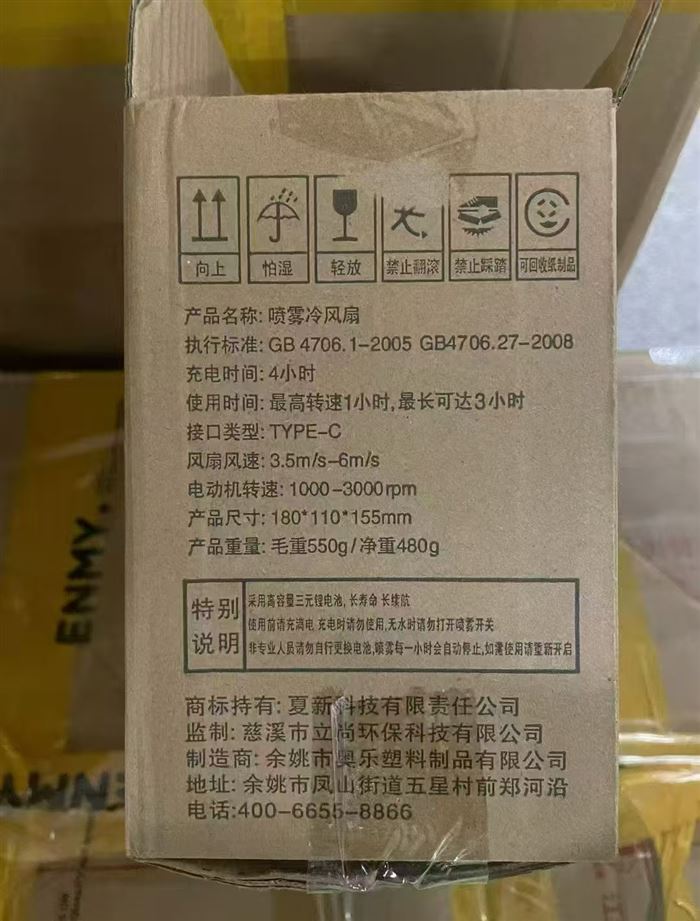 向上 怕湿 轻放 禁止翻滚 禁止踩踏 可回收纸制品
产品名称: 喷雾冷风扇
执行标准: GB 4706.1-2005 GB4706.27-2008
充电时间: 4小时
使用时间: 最高转速1小时, 最长可达3小时
接口类型: TYPE-C
风扇风速: 3.5m/s-6m/s
电动机转速: 1000-3000rpm
产品尺寸: 180*110*155mm
产品重量: 毛重550g/净重480g
特别说明
采用高容量三元锂电池, 长寿命 长续航
使用前请充满电, 充电时请勿使用, 无水时请勿打开喷雾开关
非专业人员请勿自行更换电池, 喷雾每一小时会自动停止, 如需使用请重新开启
商标持有: 夏新科技有限责任公司
监制: 慈溪市立尚环保科技有限公司
制造商: 余姚市奥乐塑料制品有限公司
地址: 余姚市凤山街道五星村前郑河沿
电话:400-6655-8866
ENMY.
ENMY